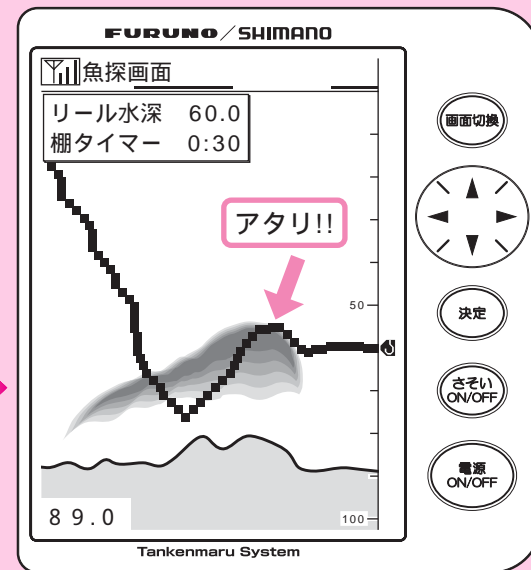 FURUNO/SHIMANO
魚探画面
リール水深 60.0
棚タイマー 0:30
アタリ!!
50
89.0
100
Tankenmaru System
画面切換
決定
さそい
ON/OFF
電源
ON/OFF